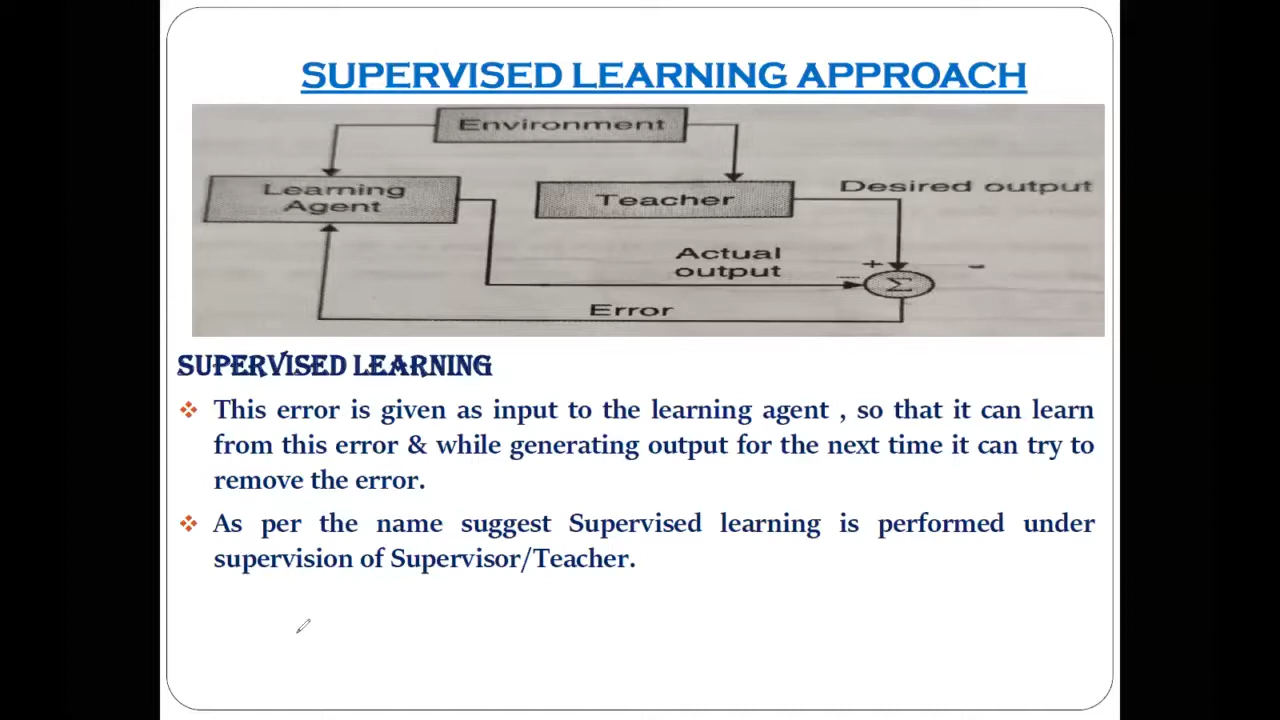 SUPERVISED LEARNING APPROACH
Environment
Learning
Agent
Teacher
Desired output
Actual
output
+
−
Σ
Error
SUPERVISED LEARNING
❖ This error is given as input to the learning agent , so that it can learn
from this error & while generating output for the next time it can try to
remove the error.
❖ As per the name suggest Supervised learning is performed under
supervision of Supervisor/Teacher.